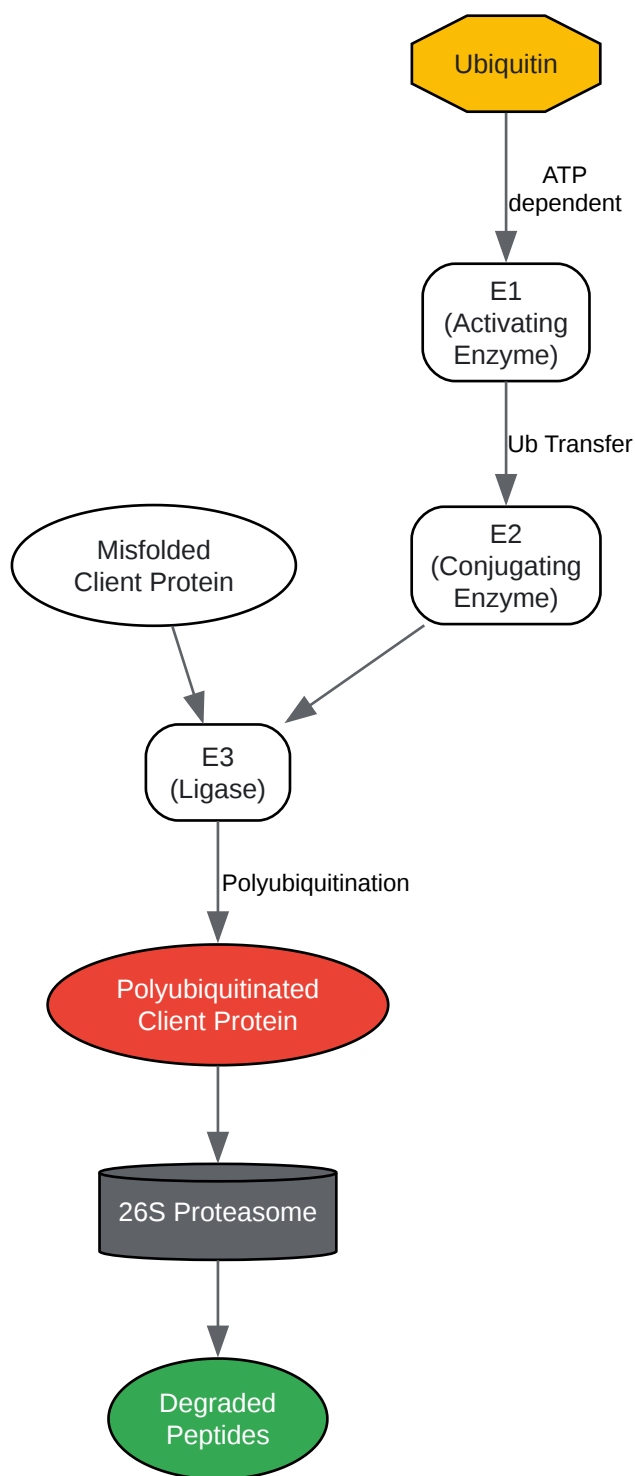 Ubiquitin
ATP
dependent
E1
(Activating
Enzyme)
Ub Transfer
Misfolded
Client Protein
E2
(Conjugating
Enzyme)
E3
(Ligase)
Polyubiquitination
Polyubiquitinated
Client Protein
26S Proteasome
Degraded
Peptides